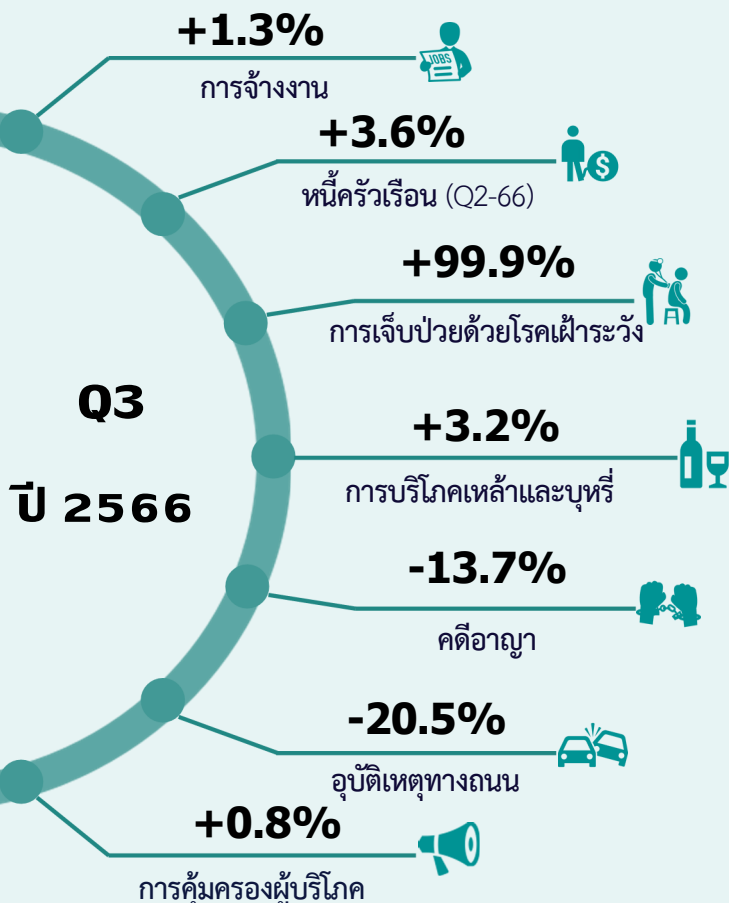 +1.3%
การจ้างงาน
JOBS
+3.6%
หนี้ครัวเรือน (Q2-66)
+99.9%
การเจ็บป่วยด้วยโรคเฝ้าระวัง
Q3
ปี 2566
+3.2%
การบริโภคเหล้าและบุหรี่
-13.7%
คดีอาญา
-20.5%
อุบัติเหตุทางถนน
+0.8%
การคุ้มครองผู้บริโภค